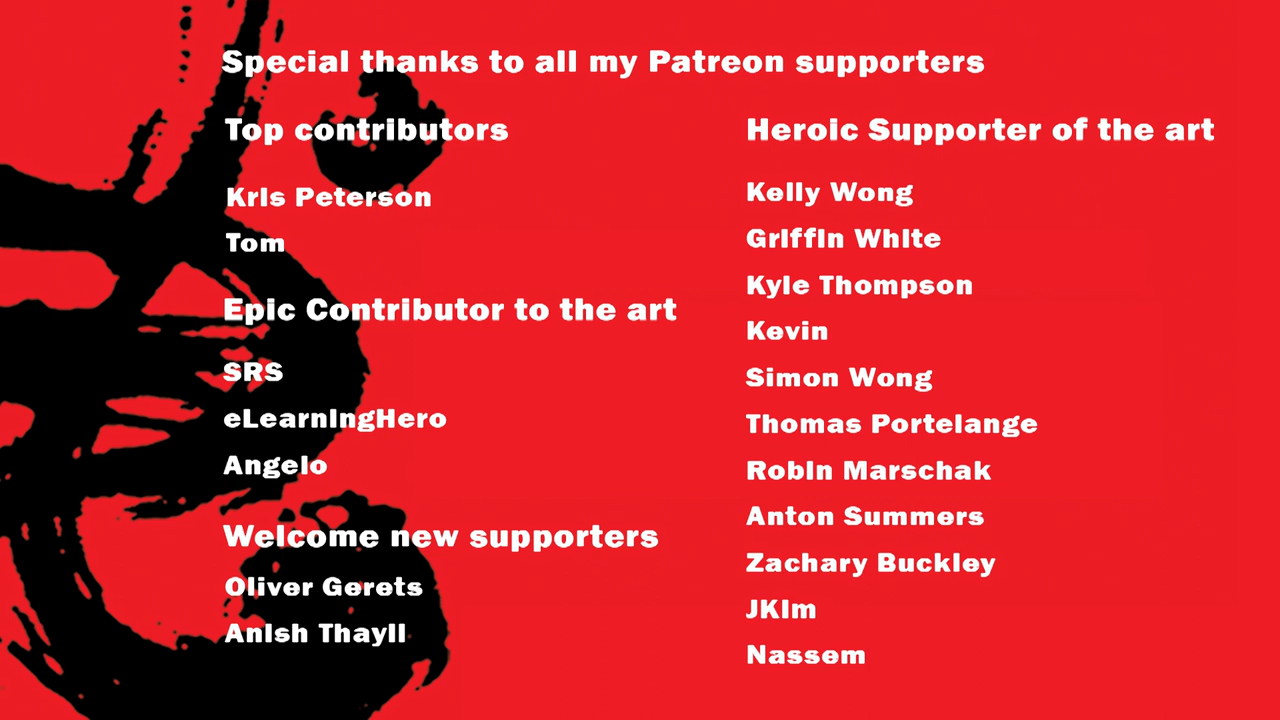 Special thanks to all my Patreon supporters
Top contributors
Kris Peterson
Tom
Epic Contributor to the art
SRS
eLearningHero
Angelo
Welcome new supporters
Oliver Gerets
Anish Thayil
Heroic Supporter of the art
Kelly Wong
Griffin White
Kyle Thompson
Kevin
Simon Wong
Thomas Portelange
Robin Marschak
Anton Summers
Zachary Buckley
JKim
Nassem